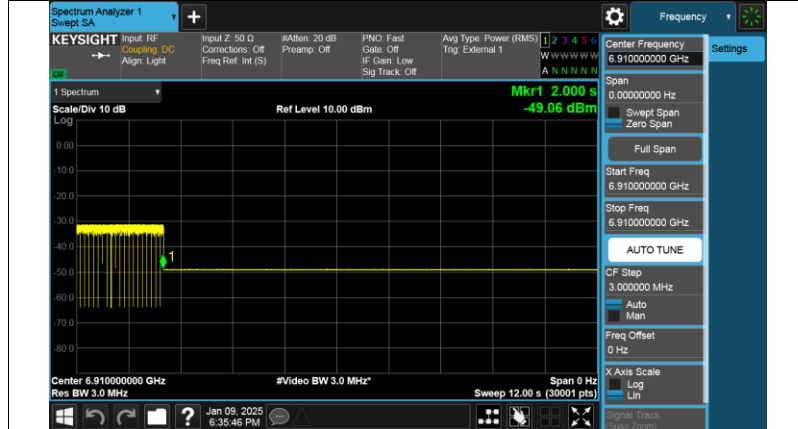 Spectrum Analyzer 1
Swept SA
Frequency
KEYSIGHT
Input: RF
Coupling: DC
Align: Light
Input Z: 50 Ω
Corrections: Off
Freq Ref: Int (S)
#Atten: 20 dB
Preamp: Off
PNO: Fast
Gate: Off
IF Gain: Low
Sig Track: Off
Avg Type: Power (RMS)
Trig: External 1
1 2 3 4 5 6
W W W W W W
A N N N N N
Center Frequency
6.910000000 GHz
Settings
1 Spectrum
Scale/Div 10 dB
Ref Level 10.00 dBm
Mkr1 2.000 s
-49.06 dBm
Log
0.00
-10.0
-20.0
-30.0
-40.0
-50.0
-60.0
-70.0
-80.0
1
Span
0.00000000 Hz
Swept Span
Zero Span
Full Span
Start Freq
6.910000000 GHz
Stop Freq
6.910000000 GHz
AUTO TUNE
CF Step
3.000000 MHz
Auto
Man
Freq Offset
0 Hz
X Axis Scale
Log
Lin
Signal Track
(Span Zoom)
Center 6.910000000 GHz
Res BW 3.0 MHz
#Video BW 3.0 MHz*
Span 0 Hz
Sweep 12.00 s (30001 pts)
Jan 09, 2025
6:35:46 PM